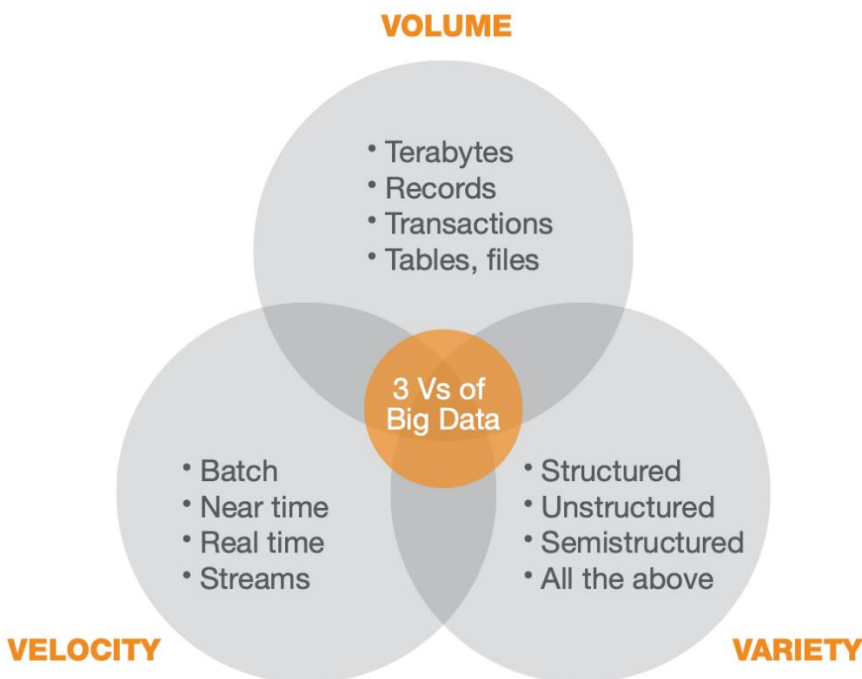 VOLUME
• Terabytes
• Records
• Transactions
• Tables, files
3 Vs of
Big Data
• Batch
• Near time
• Real time
• Streams
• Structured
• Unstructured
• Semistructured
• All the above
VELOCITY
VARIETY